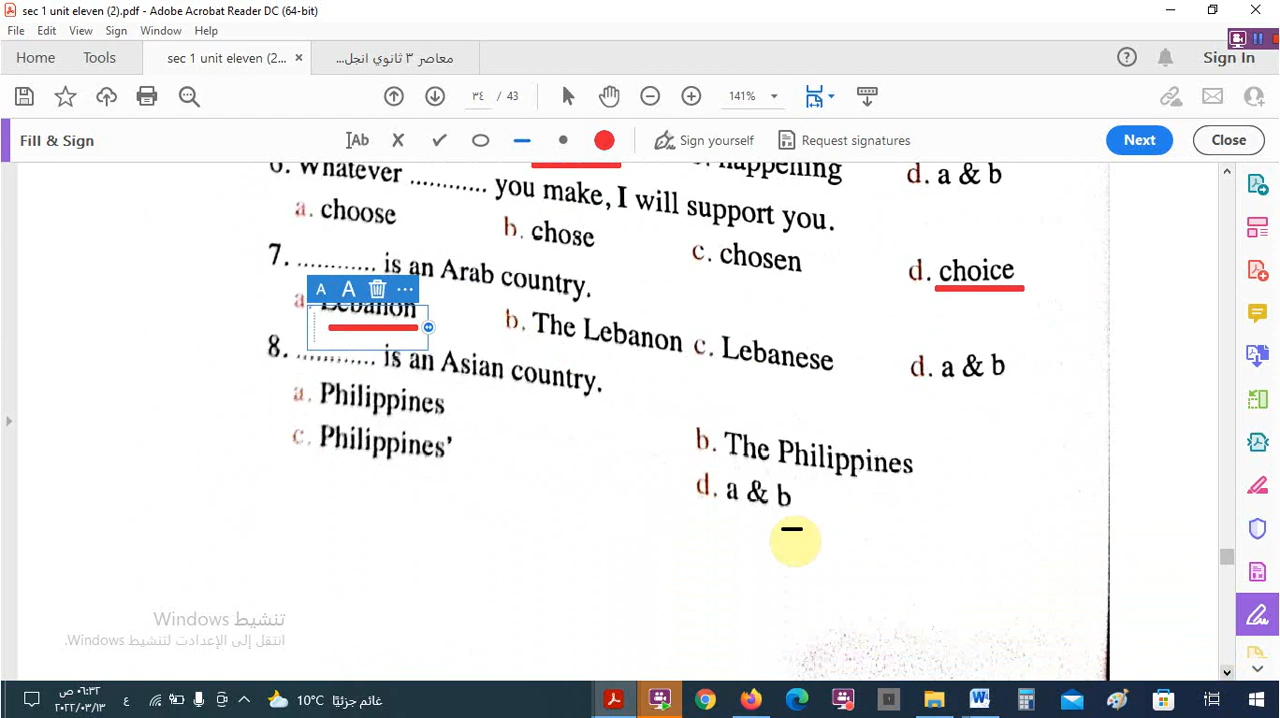 sec 1 unit eleven (2).pdf - Adobe Acrobat Reader DC (64-bit)
File Edit View Sign Window Help
Home Tools sec 1 unit eleven (2... × معاصر ٣ ثانوي انجل... Sign In
٣٤ / 43 141%
Fill & Sign Ab Sign yourself Request signatures Next Close
happening d. a & b
6. Whatever ............ you make, I will support you.
a. choose b. chose c. chosen d. choice
7. ............ is an Arab country.
A A
a. Lebanon b. The Lebanon c. Lebanese d. a & b
8. ............ is an Asian country.
a. Philippines b. The Philippines
c. Philippines' d. a & b
تنشيط Windows
انتقل إلى الإعدادت لتنشيط Windows.
٠٦:٣٢ ص
٢٠٢٢/٠٣/١٣
ع
10°C غائم جزئيًا